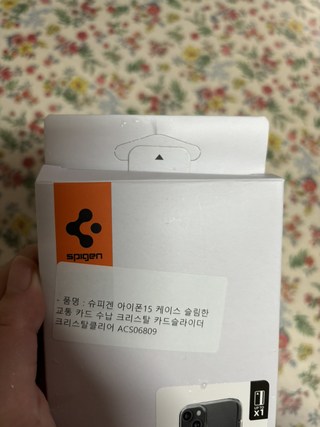 spigen
- 품명 : 슈피겐 아이폰15 케이스 슬림한
교통 카드 수납 크리스탈 카드슬라이더
크리스탈클리어 ACS06809
x1